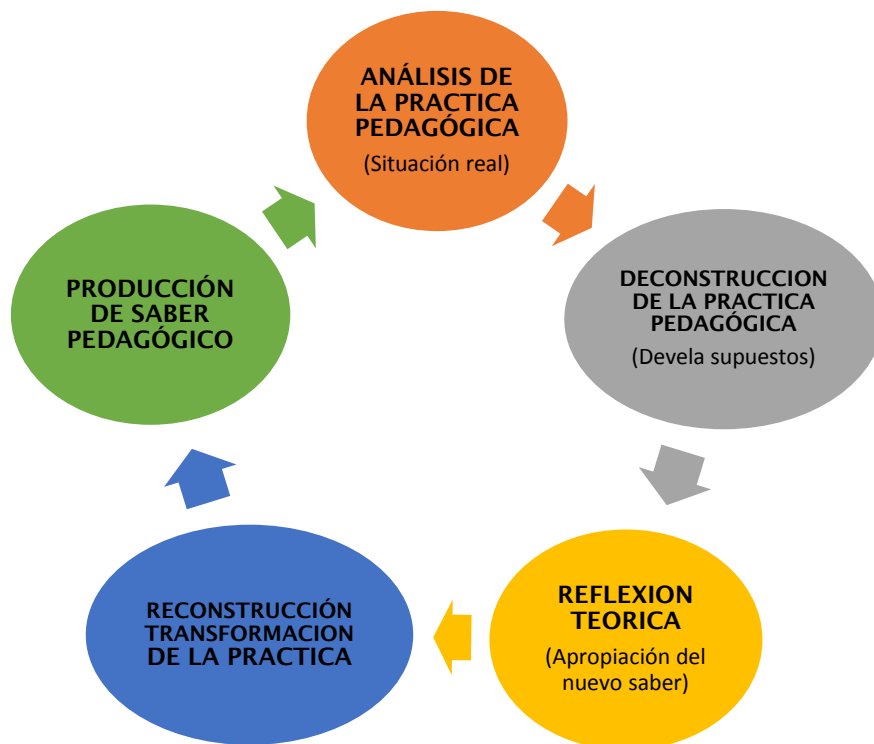 ANÁLISIS DE
LA PRACTICA
PEDAGÓGICA
(Situación real)
DECONSTRUCCION
DE LA PRACTICA
PEDAGÓGICA
(Devela supuestos)
REFLEXION
TEORICA
(Apropiación del
nuevo saber)
RECONSTRUCCIÓN
TRANSFORMACION
DE LA PRACTICA
PRODUCCIÓN
DE SABER
PEDAGÓGICO